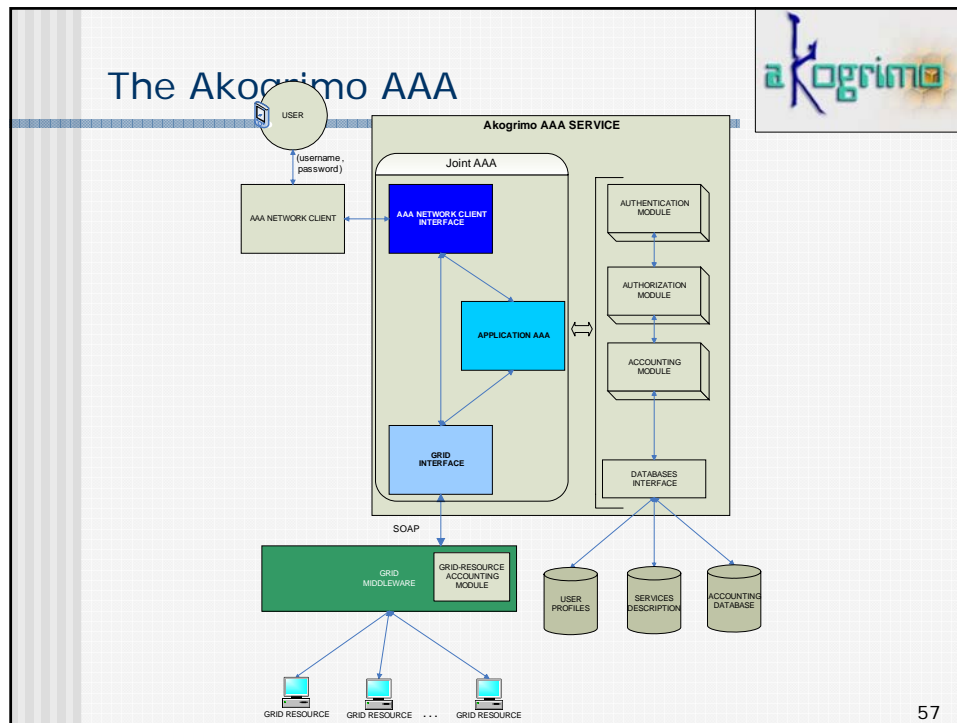 The Akogrimo AAA
akogrimo
USER
Akogrimo AAA SERVICE
(username ,
password)
Joint AAA
AAA NETWORK CLIENT
AAA NETWORK CLIENT
INTERFACE
AUTHENTICATION
MODULE
AUTHORIZATION
MODULE
APPLICATION AAA
ACCOUNTING
MODULE
GRID
INTERFACE
DATABASES
INTERFACE
SOAP
GRID
MIDDLEWARE
GRID-RESOURCE
ACCOUNTING
MODULE
USER
PROFILES
SERVICES
DESCRIPTION
ACCOUNTING
DATABASE
GRID RESOURCE
GRID RESOURCE
. . .
GRID RESOURCE
57